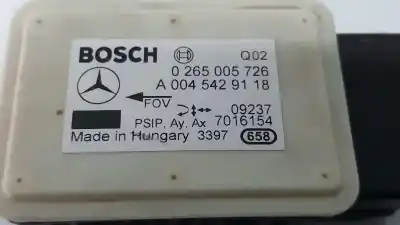 BOSCH Q02
0 265 005 726
A 004 542 91 18
FOV
09237
PSIP, Ay, Ax 7016154
Made in Hungary 3397 658